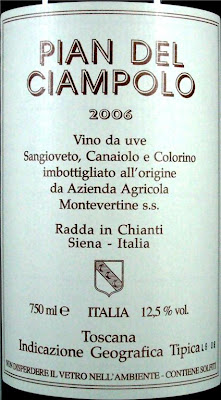 PIAN DEL
CIAMPOLO
2006
Vino da uve
Sangioveto, Canaiolo e Colorino
imbottigliato all'origine
da Azienda Agricola
Montevertine s.s.
Radda in Chianti
Siena - Italia
750 ml e ITALIA 12,5 % vol.
Toscana
Indicazione Geografica Tipica L6 08
NON DISPERDERE IL VETRO NELL'AMBIENTE - CONTIENE SOLFITI